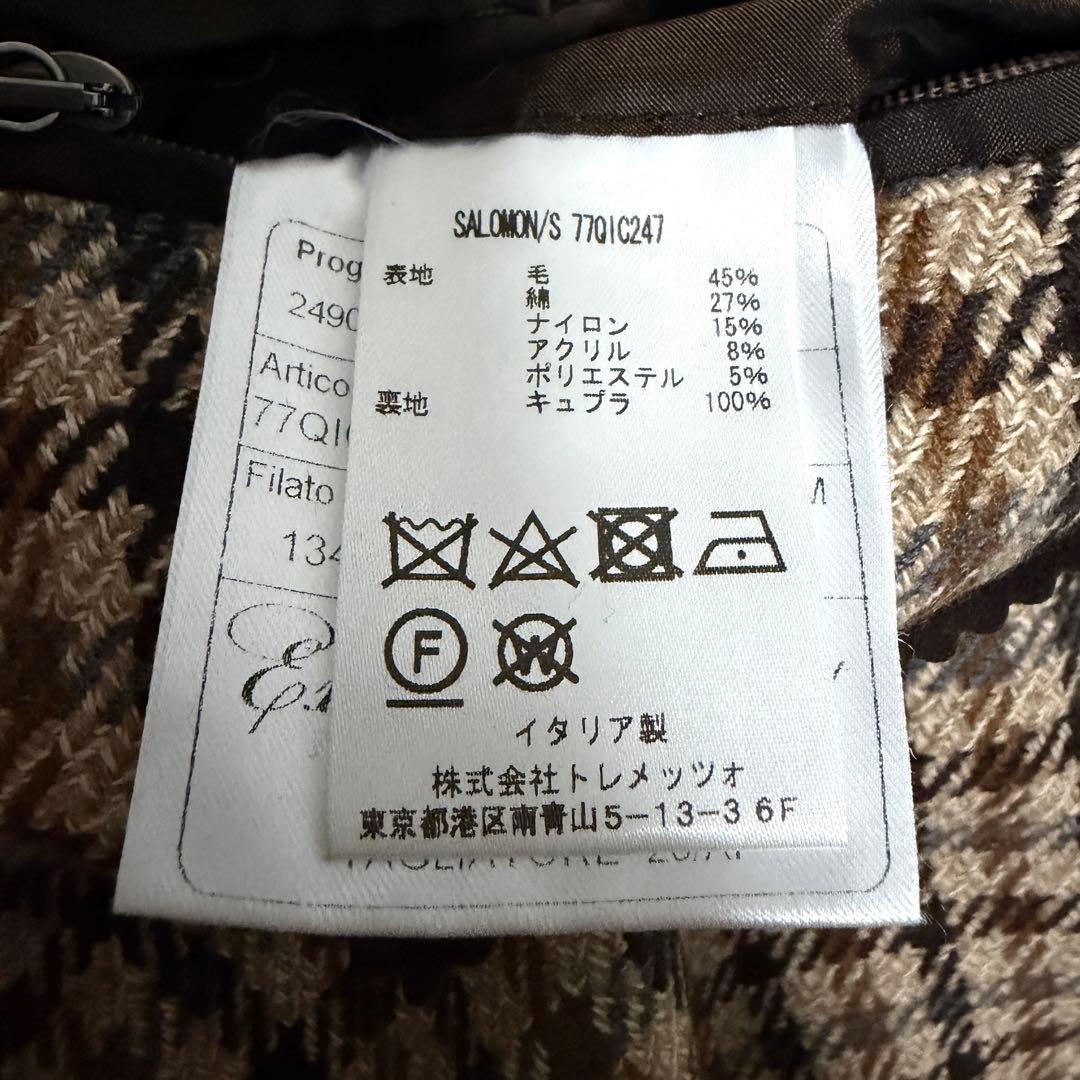 SALOMON/S 77QIC247
表地 毛 45%
綿 27%
ナイロン 15%
アクリル 8%
ポリエステル 5%
裏地 キュプラ 100%
F
W
イタリア製
株式会社トレメッツォ
東京都港区南青山5-13-3 6F
Prog
2490
Artico
77QI
Filato
134